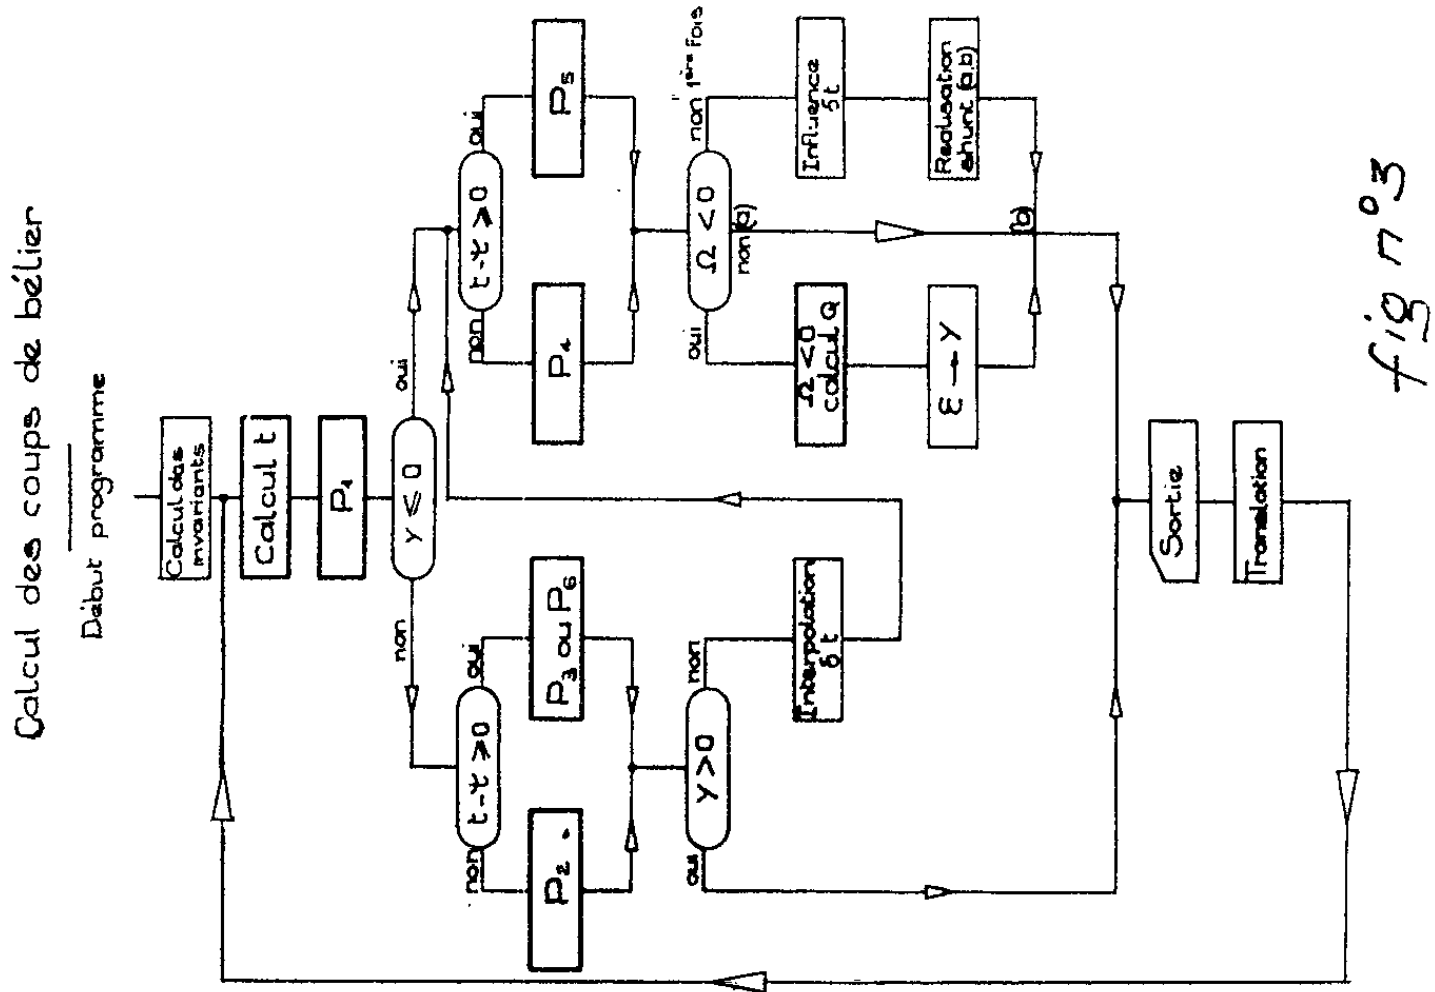 Calcul des coups de bélier
Début programme
Calcul des
invariants
Calcul t
P₁
Y ⩽ 0
non
oui
t-τ ⩾0
non
oui
P₂
P₃ ou P₆
Y >0
oui
non
Interpolation
δt
t-τ ⩾0
non
oui
P₄
P₅
Ω <0
oui
non(a)
non 1ère Fois
Ω <0
calcul Q
Influence
δt
ε → Y
Réalisation
shunt (a.b)
(b)
Sortie
Translation
fig n°3